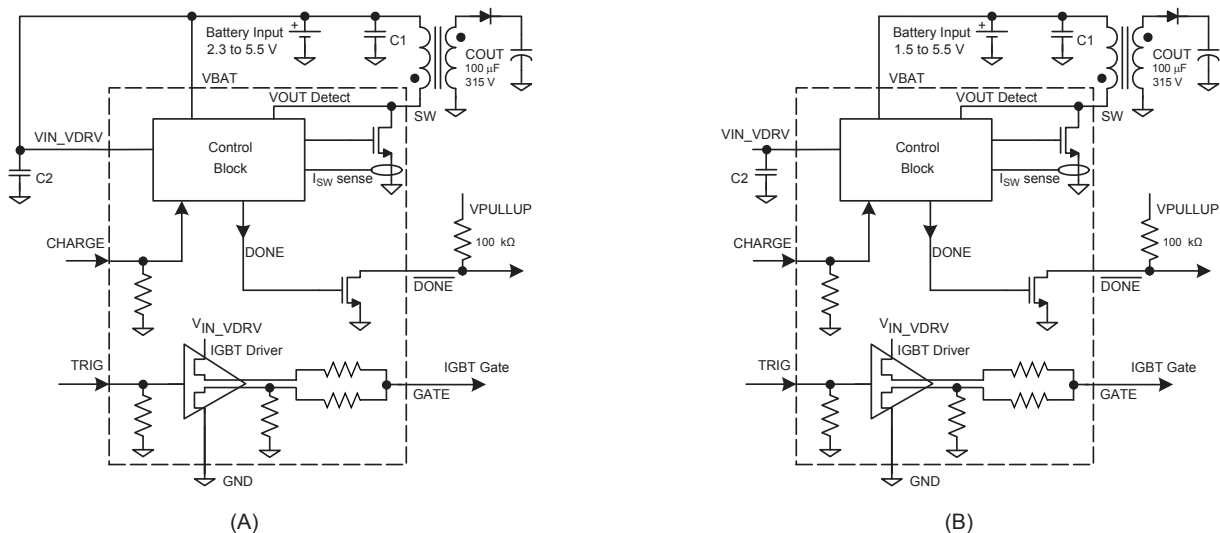 Battery Input
2.3 to 5.5 V
+
C1
COUT
100 μF
315 V
VBAT
VOUT Detect
SW
VIN_VDRV
Control
Block
C2
ISW sense
VPULLUP
100 kΩ
CHARGE
DONE
DONE
VIN_VDRV
IGBT Driver
TRIG
IGBT Gate
GATE
GND
(A)
Battery Input
1.5 to 5.5 V
+
C1
COUT
100 μF
315 V
VBAT
VOUT Detect
SW
VIN_VDRV
Control
Block
C2
ISW sense
VPULLUP
100 kΩ
CHARGE
DONE
DONE
VIN_VDRV
IGBT Driver
TRIG
IGBT Gate
GATE
GND
(B)